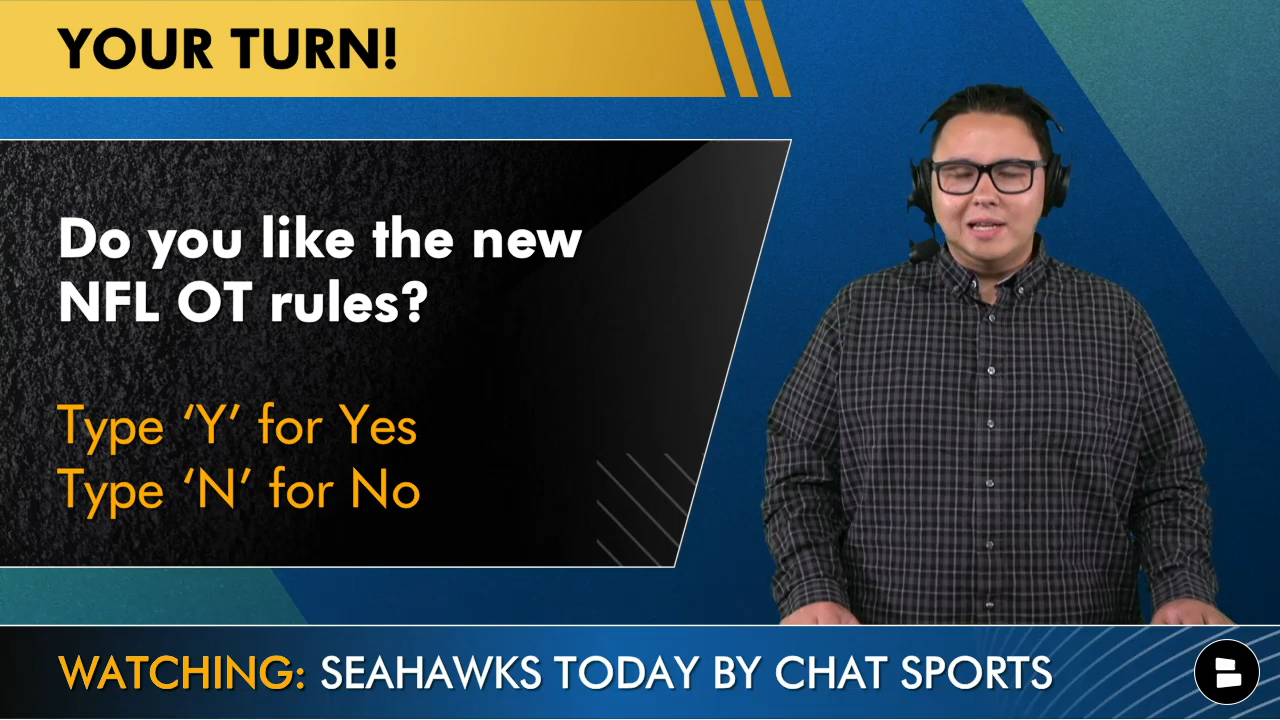 YOUR TURN!
Do you like the new
NFL OT rules?
Type ‘Y’ for Yes
Type ‘N’ for No
WATCHING: SEAHAWKS TODAY BY CHAT SPORTS